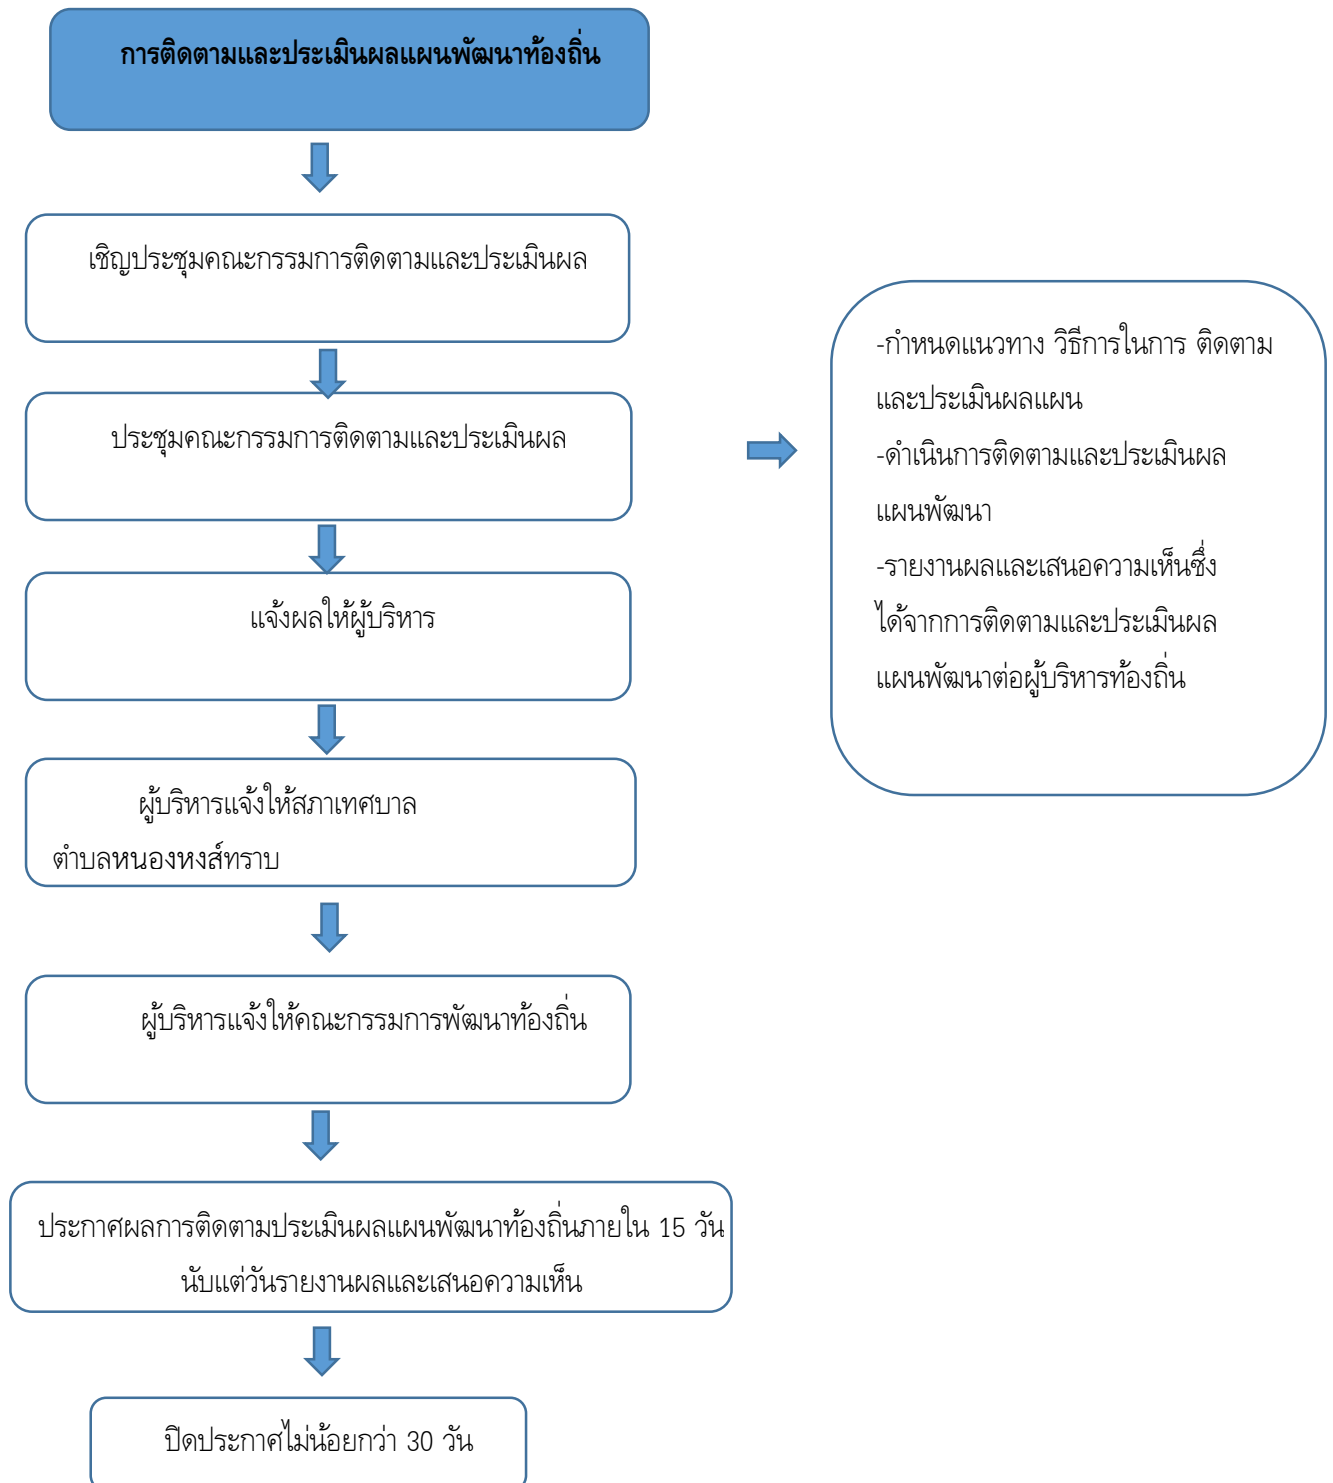 การติดตามและประเมินผลแผนพัฒนาท้องถิ่น
เชิญประชุมคณะกรรมการติดตามและประเมินผล
ประชุมคณะกรรมการติดตามและประเมินผล
-กำหนดแนวทาง วิธีการในการ ติดตาม
และประเมินผลแผน
-ดำเนินการติดตามและประเมินผล
แผนพัฒนา
-รายงานผลและเสนอความเห็นซึ่ง
ได้จากการติดตามและประเมินผล
แผนพัฒนาต่อผู้บริหารท้องถิ่น
แจ้งผลให้ผู้บริหาร
ผู้บริหารแจ้งให้สภาเทศบาล
ตำบลหนองหงส์ทราบ
ผู้บริหารแจ้งให้คณะกรรมการพัฒนาท้องถิ่น
ประกาศผลการติดตามประเมินผลแผนพัฒนาท้องถิ่นภายใน 15 วัน
นับแต่วันรายงานผลและเสนอความเห็น
ปิดประกาศไม่น้อยกว่า 30 วัน